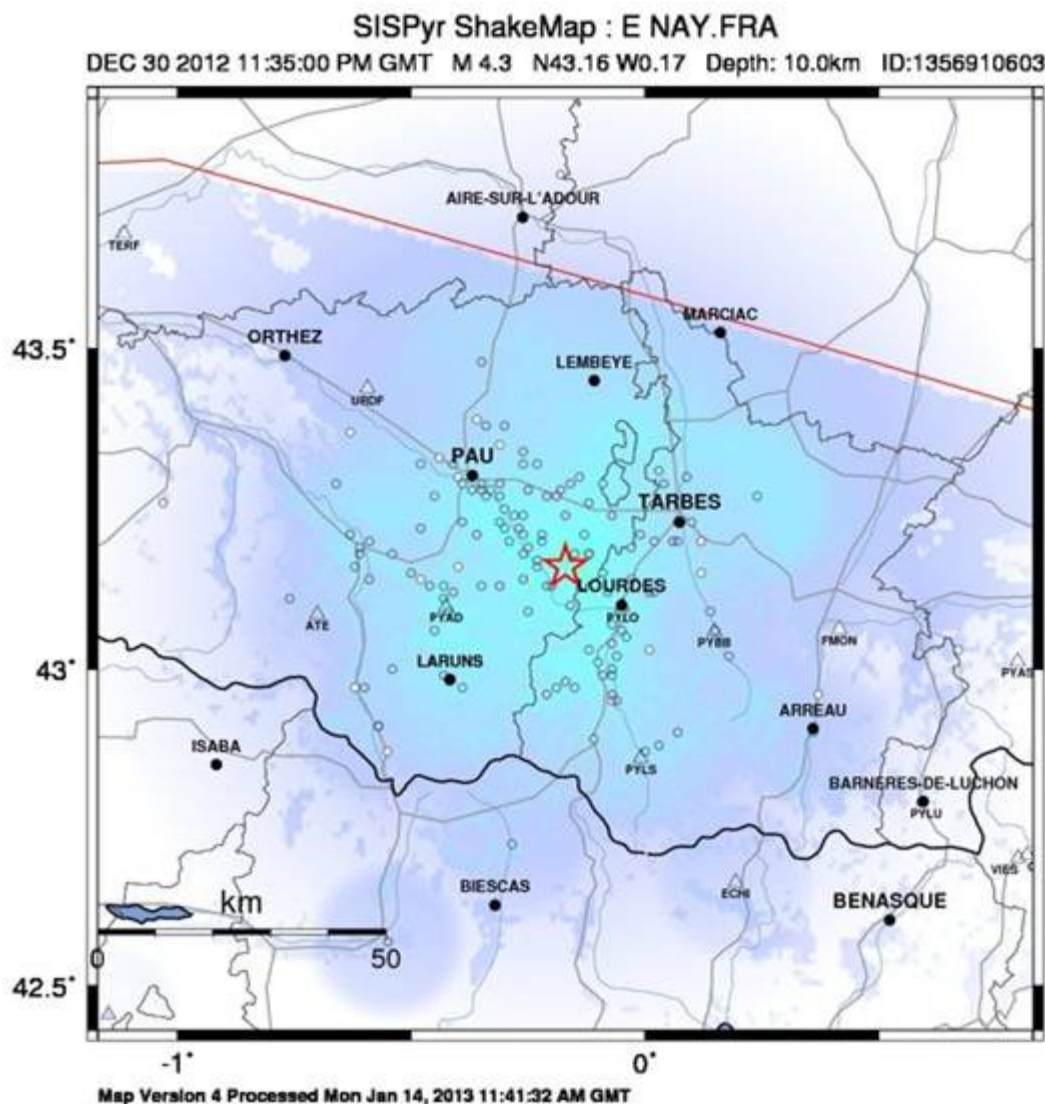 SISPyr ShakeMap : E NAY.FRA
DEC 30 2012 11:35:00 PM GMT M 4.3 N43.16 W0.17 Depth: 10.0km ID:1356910603
AIRE-SUR-L'ADOUR
TERF
MARCIAC
ORTHEZ
43.5°
LEMBEYE
URDF
PAU
TARBES
LOURDES
PYAD
PYLO
ATE
PYBB
FMON
LARUNS
43°
PYAS
ARREAU
ISABA
PYLS
BARNERES-DE-LUCHON
PYLU
VIES
BIESCAS
ECHI
BENASQUE
km
0 50
42.5°
-1° 0°
Map Version 4 Processed Mon Jan 14, 2013 11:41:32 AM GMT